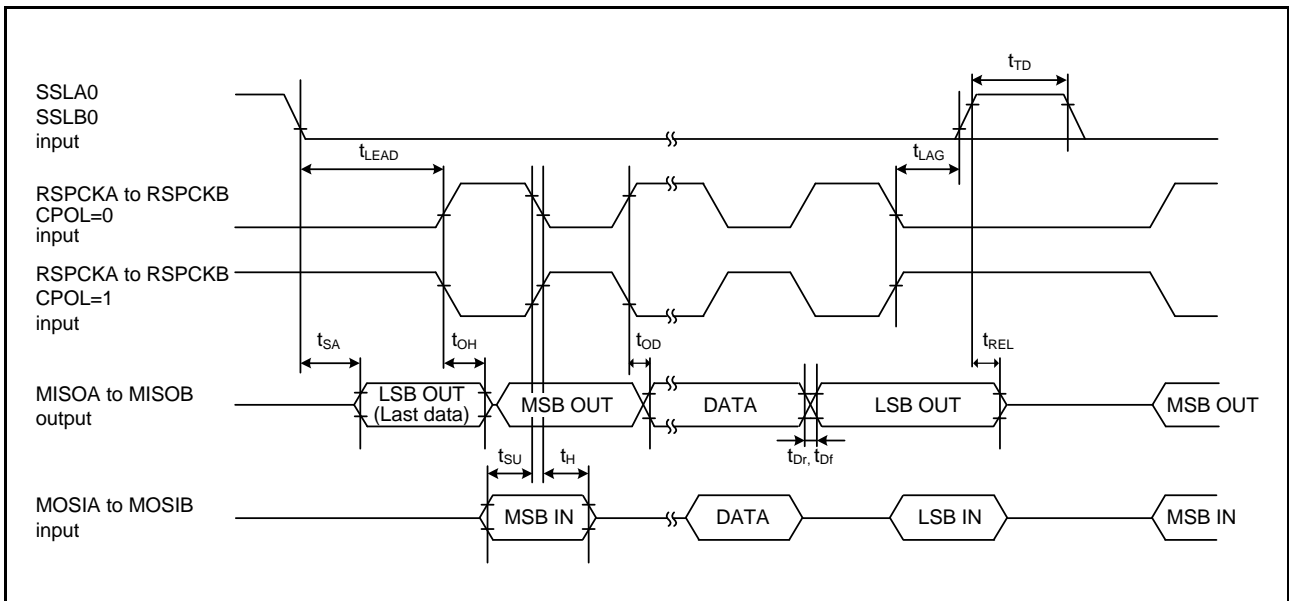 SSLA0
SSLB0
input
tTD
tLEAD
tLAG
RSPCKA to RSPCKB
CPOL=0
input
RSPCKA to RSPCKB
CPOL=1
input
tSA
tOH
tOD
tREL
MISOA to MISOB
output
LSB OUT
(Last data)
MSB OUT
DATA
LSB OUT
MSB OUT
tSU
tH
tDr, tDf
MOSIA to MOSIB
input
MSB IN
DATA
LSB IN
MSB IN